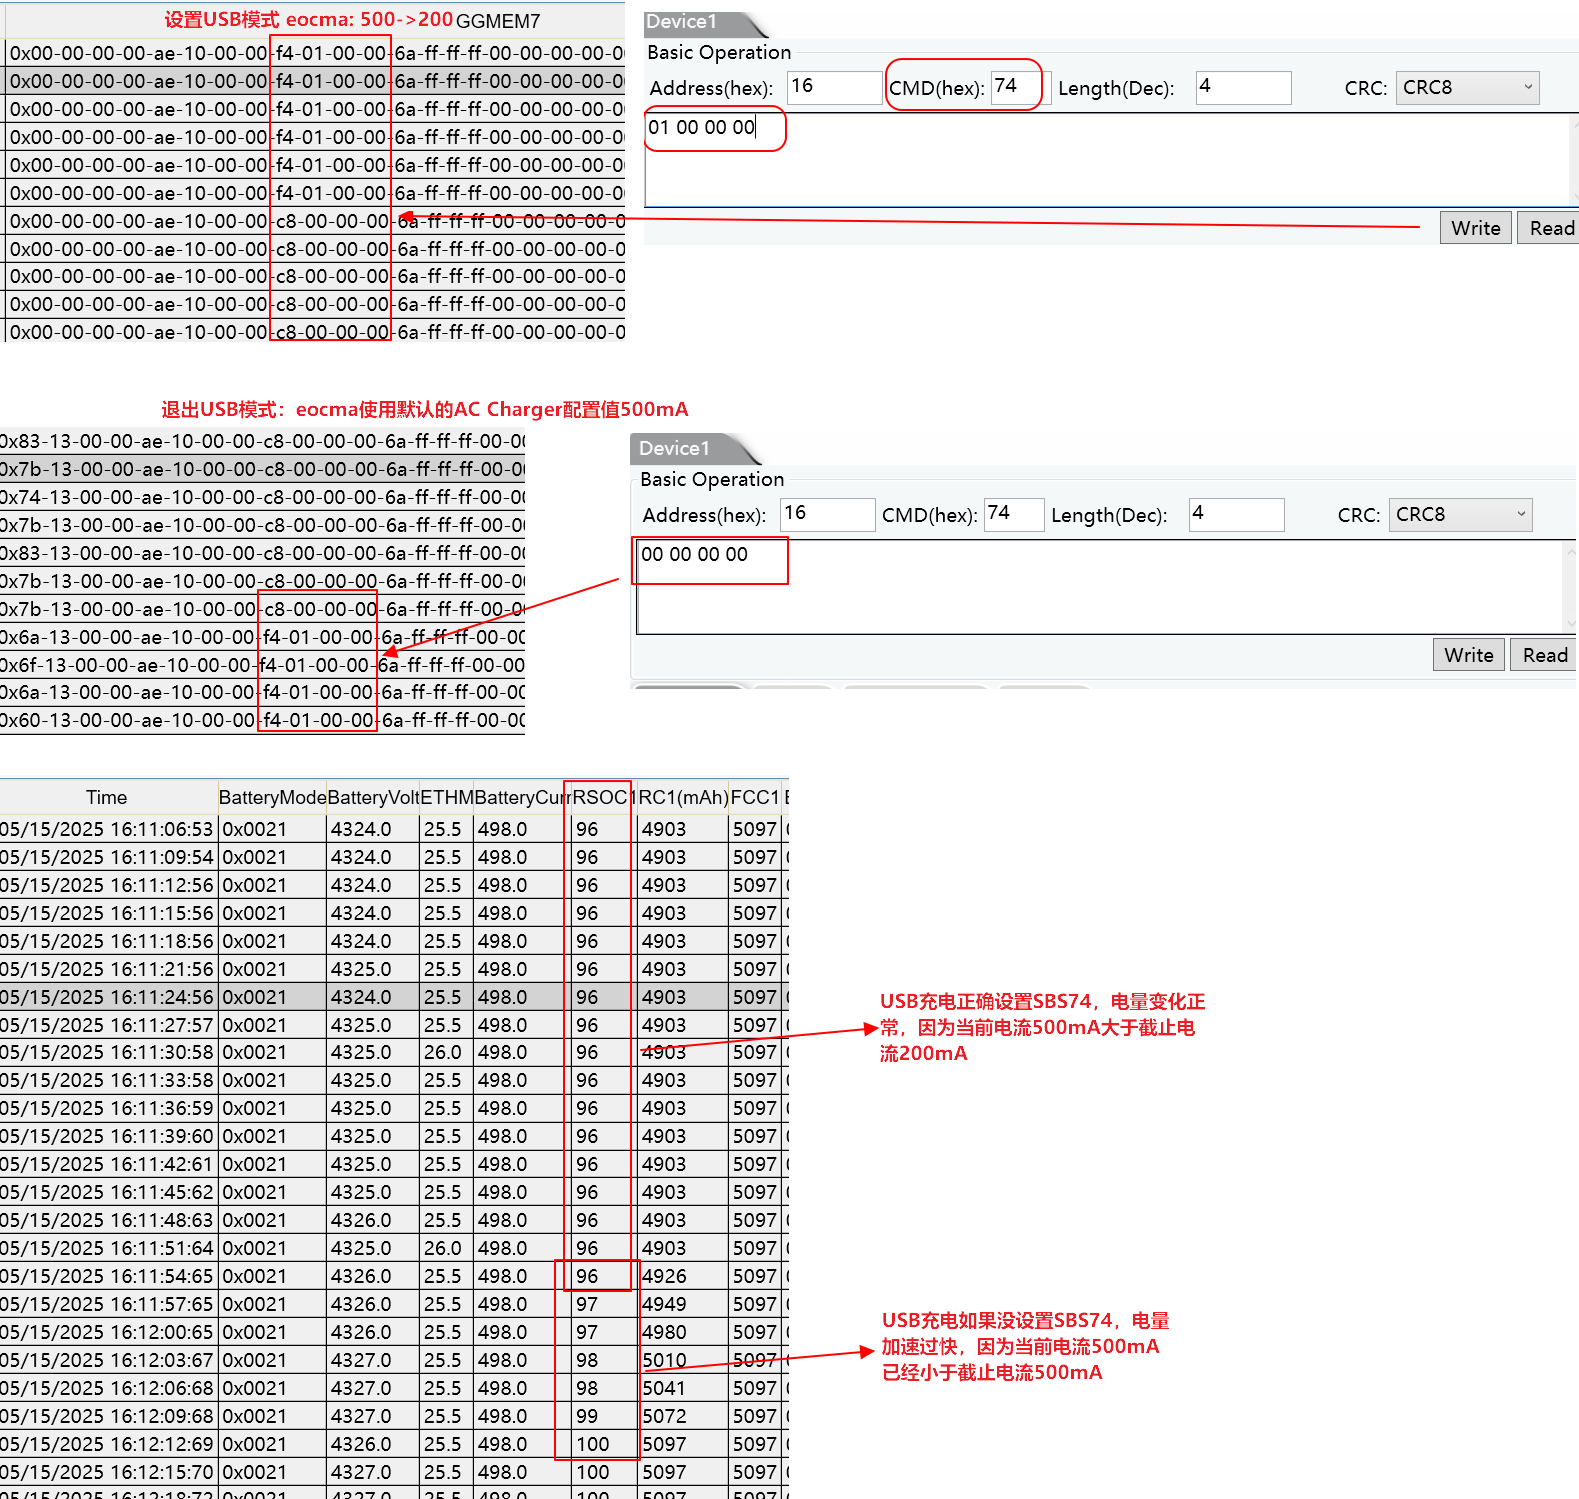 设置USB模式 eocma: 500->200 GGMEM7
0x00-00-00-00-ae-10-00-00-f4-01-00-00-6a-ff-ff-ff-00-00-00-0
0x00-00-00-00-ae-10-00-00-f4-01-00-00-6a-ff-ff-ff-00-00-00-0
0x00-00-00-00-ae-10-00-00-f4-01-00-00-6a-ff-ff-ff-00-00-00-0
0x00-00-00-00-ae-10-00-00-f4-01-00-00-6a-ff-ff-ff-00-00-00-0
0x00-00-00-00-ae-10-00-00-f4-01-00-00-6a-ff-ff-ff-00-00-00-0
0x00-00-00-00-ae-10-00-00-f4-01-00-00-6a-ff-ff-ff-00-00-00-0
0x00-00-00-00-ae-10-00-00-c8-00-00-00-6a-ff-ff-ff-00-00-00-0
0x00-00-00-00-ae-10-00-00-c8-00-00-00-6a-ff-ff-ff-00-00-00-0
0x00-00-00-00-ae-10-00-00-c8-00-00-00-6a-ff-ff-ff-00-00-00-0
0x00-00-00-00-ae-10-00-00-c8-00-00-00-6a-ff-ff-ff-00-00-00-0
0x00-00-00-00-ae-10-00-00-c8-00-00-00-6a-ff-ff-ff-00-00-00-0
Device1
Basic Operation
Address(hex): 16 CMD(hex): 74 Length(Dec): 4 CRC: CRC8
01 00 00 00
Write Read
退出USB模式：eocma使用默认的AC Charger配置值500mA
0x83-13-00-00-ae-10-00-00-c8-00-00-00-6a-ff-ff-ff-00-00
0x7b-13-00-00-ae-10-00-00-c8-00-00-00-6a-ff-ff-ff-00-00
0x74-13-00-00-ae-10-00-00-c8-00-00-00-6a-ff-ff-ff-00-00
0x7b-13-00-00-ae-10-00-00-c8-00-00-00-6a-ff-ff-ff-00-00
0x83-13-00-00-ae-10-00-00-c8-00-00-00-6a-ff-ff-ff-00-00
0x7b-13-00-00-ae-10-00-00-c8-00-00-00-6a-ff-ff-ff-00-00
0x7b-13-00-00-ae-10-00-00-c8-00-00-00-6a-ff-ff-ff-00-00
0x6a-13-00-00-ae-10-00-00-f4-01-00-00-6a-ff-ff-ff-00-00
0x6f-13-00-00-ae-10-00-00-f4-01-00-00-6a-ff-ff-ff-00-00
0x6a-13-00-00-ae-10-00-00-f4-01-00-00-6a-ff-ff-ff-00-00
0x60-13-00-00-ae-10-00-00-f4-01-00-00-6a-ff-ff-ff-00-00
Device1
Basic Operation
Address(hex): 16 CMD(hex): 74 Length(Dec): 4 CRC: CRC8
00 00 00 00
Write Read
Time BatteryMode BatteryVolt ETHM BatteryCurr RSOC1 RC1(mAh) FCC1
05/15/2025 16:11:06:53 0x0021 4324.0 25.5 498.0 96 4903 5097
05/15/2025 16:11:09:54 0x0021 4324.0 25.5 498.0 96 4903 5097
05/15/2025 16:11:12:56 0x0021 4324.0 25.5 498.0 96 4903 5097
05/15/2025 16:11:15:56 0x0021 4324.0 25.5 498.0 96 4903 5097
05/15/2025 16:11:18:56 0x0021 4324.0 25.5 498.0 96 4903 5097
05/15/2025 16:11:21:56 0x0021 4325.0 25.5 498.0 96 4903 5097
05/15/2025 16:11:24:56 0x0021 4324.0 25.5 498.0 96 4903 5097
05/15/2025 16:11:27:57 0x0021 4325.0 25.5 498.0 96 4903 5097
05/15/2025 16:11:30:58 0x0021 4325.0 26.0 498.0 96 4903 5097
05/15/2025 16:11:33:58 0x0021 4325.0 25.5 498.0 96 4903 5097
05/15/2025 16:11:36:59 0x0021 4325.0 25.5 498.0 96 4903 5097
05/15/2025 16:11:39:60 0x0021 4325.0 25.5 498.0 96 4903 5097
05/15/2025 16:11:42:61 0x0021 4325.0 25.5 498.0 96 4903 5097
05/15/2025 16:11:45:62 0x0021 4325.0 25.5 498.0 96 4903 5097
05/15/2025 16:11:48:63 0x0021 4326.0 25.5 498.0 96 4903 5097
05/15/2025 16:11:51:64 0x0021 4325.0 26.0 498.0 96 4903 5097
05/15/2025 16:11:54:65 0x0021 4326.0 25.5 498.0 96 4926 5097
05/15/2025 16:11:57:65 0x0021 4326.0 25.5 498.0 97 4949 5097
05/15/2025 16:12:00:65 0x0021 4326.0 25.5 498.0 97 4980 5097
05/15/2025 16:12:03:67 0x0021 4327.0 25.5 498.0 98 5010 5097
05/15/2025 16:12:06:68 0x0021 4327.0 25.5 498.0 98 5041 5097
05/15/2025 16:12:09:68 0x0021 4327.0 25.5 498.0 99 5072 5097
05/15/2025 16:12:12:69 0x0021 4326.0 25.5 498.0 100 5097 5097
05/15/2025 16:12:15:70 0x0021 4327.0 25.5 498.0 100 5097 5097
05/15/2025 16:12:18:72 0x0021 4327.0 25.5 498.0 100 5097 5097
USB充电正确设置SBS74，电量变化正
常，因为当前电流500mA大于截止电
流200mA
USB充电如果没设置SBS74，电量
加速过快，因为当前电流500mA
已经小于截止电流500mA